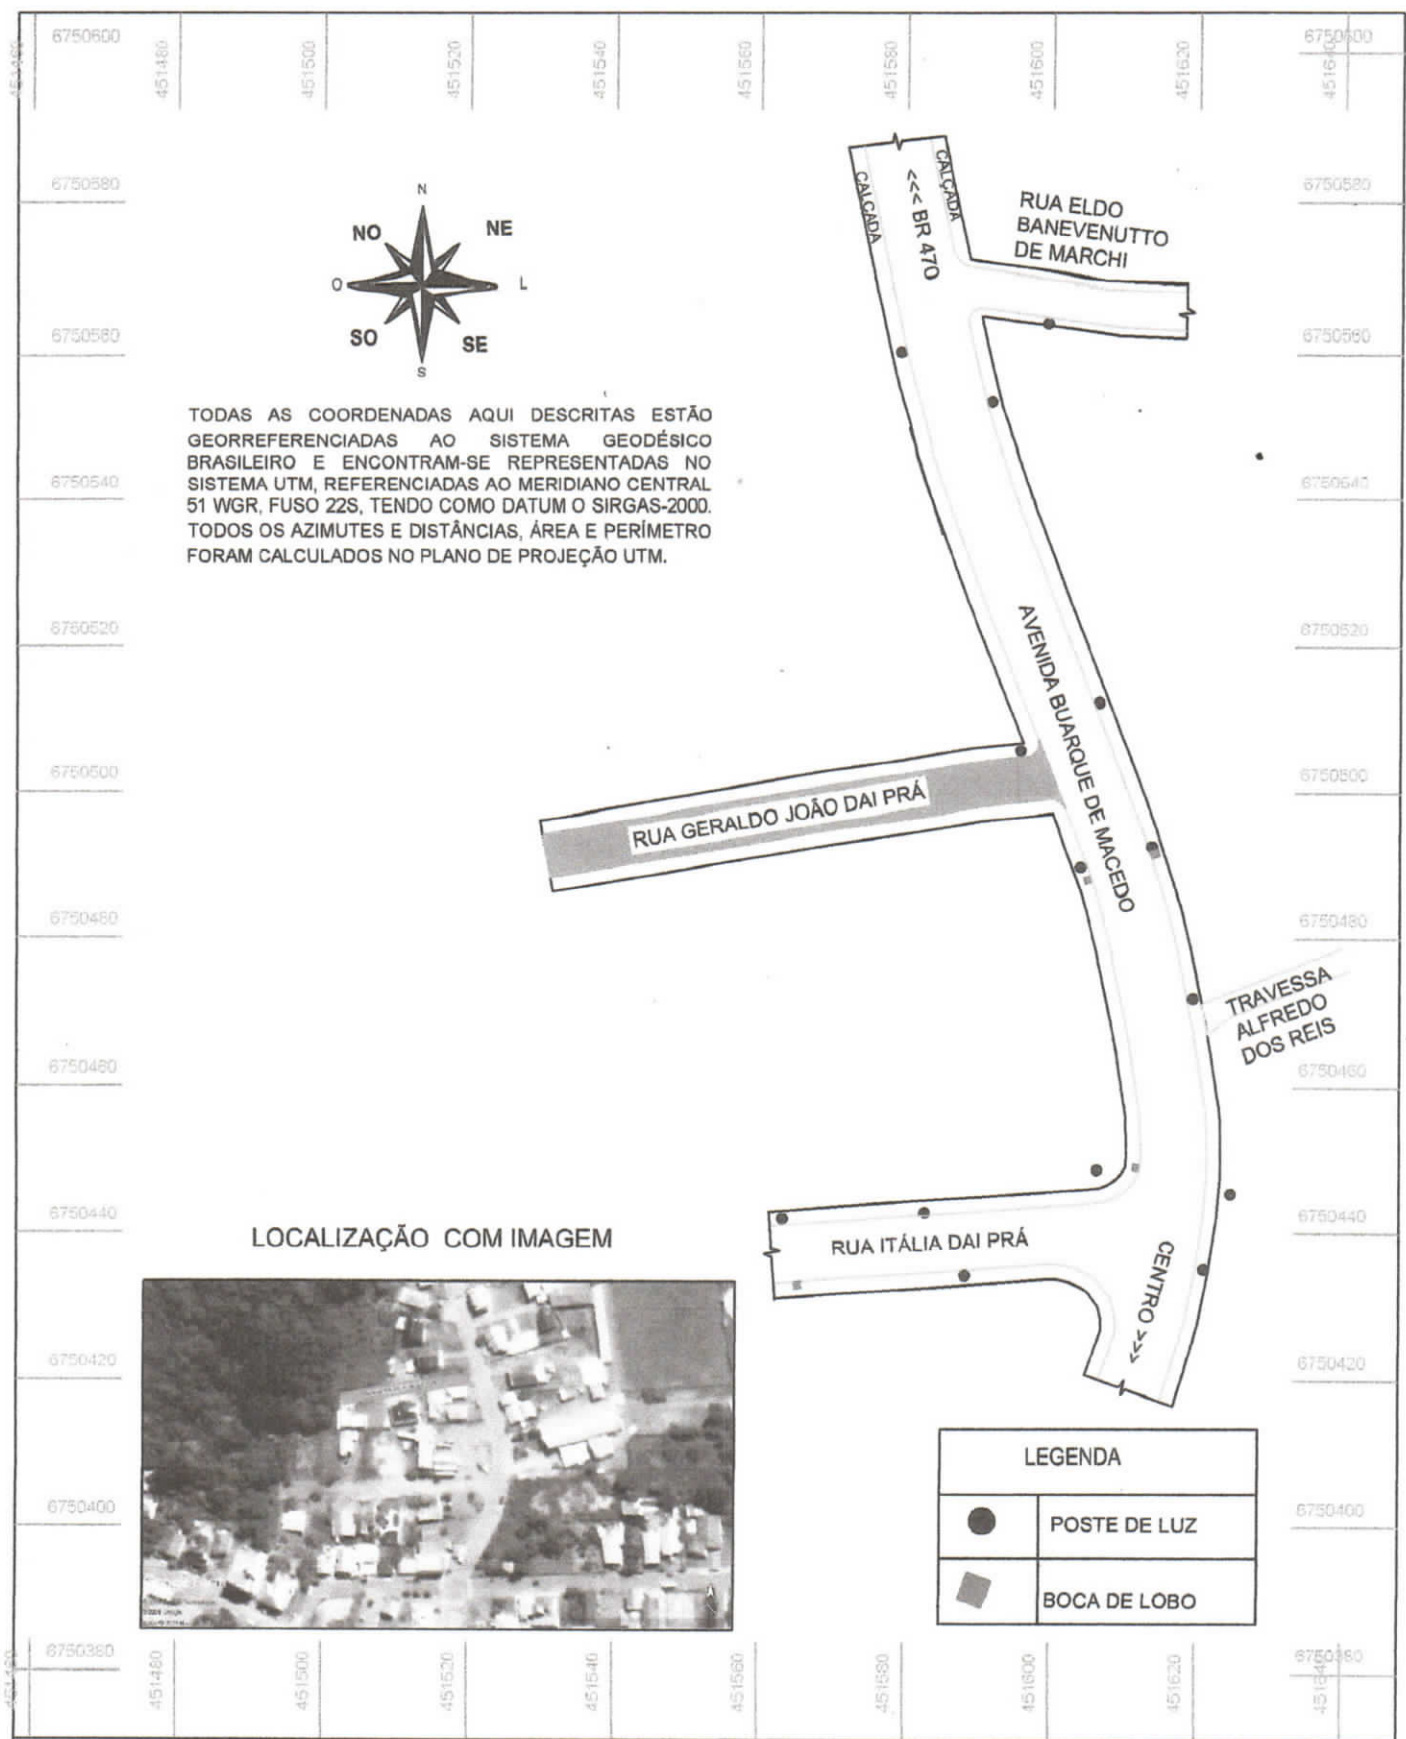 451460
6750600
451480
451500
451520
451540
451560
451580
451600
451620
6750600
451640
6750580
N
NO
NE
O
L
SO
SE
S
CALÇADA
<<< BR 470
CALÇADA
RUA ELDO
BANEVENUTTO
DE MARCHI
6750580
6750560
6750560
TODAS AS COORDENADAS AQUI DESCRITAS ESTÃO
GEORREFERENCIADAS AO SISTEMA GEODÉSICO
BRASILEIRO E ENCONTRAM-SE REPRESENTADAS NO
SISTEMA UTM, REFERENCIADAS AO MERIDIANO CENTRAL
51 WGR, FUSO 22S, TENDO COMO DATUM O SIRGAS-2000.
TODOS OS AZIMUTES E DISTÂNCIAS, ÁREA E PERÍMETRO
FORAM CALCULADOS NO PLANO DE PROJEÇÃO UTM.
6750540
6750540
6750520
6750520
AVENIDA BUARQUE DE MACEDO
6750500
6750500
RUA GERALDO JOÃO DAI PRÁ
6750480
6750480
TRAVESSA
ALFREDO
DOS REIS
6750460
6750460
6750440
6750440
LOCALIZAÇÃO COM IMAGEM
RUA ITÁLIA DAI PRÁ
CENTRO >>>
6750420
6750420
LEGENDA
POSTE DE LUZ
BOCA DE LOBO
6750400
6750400
6750380
6750380
451460
451480
451500
451520
451540
451560
451580
451600
451620
451640